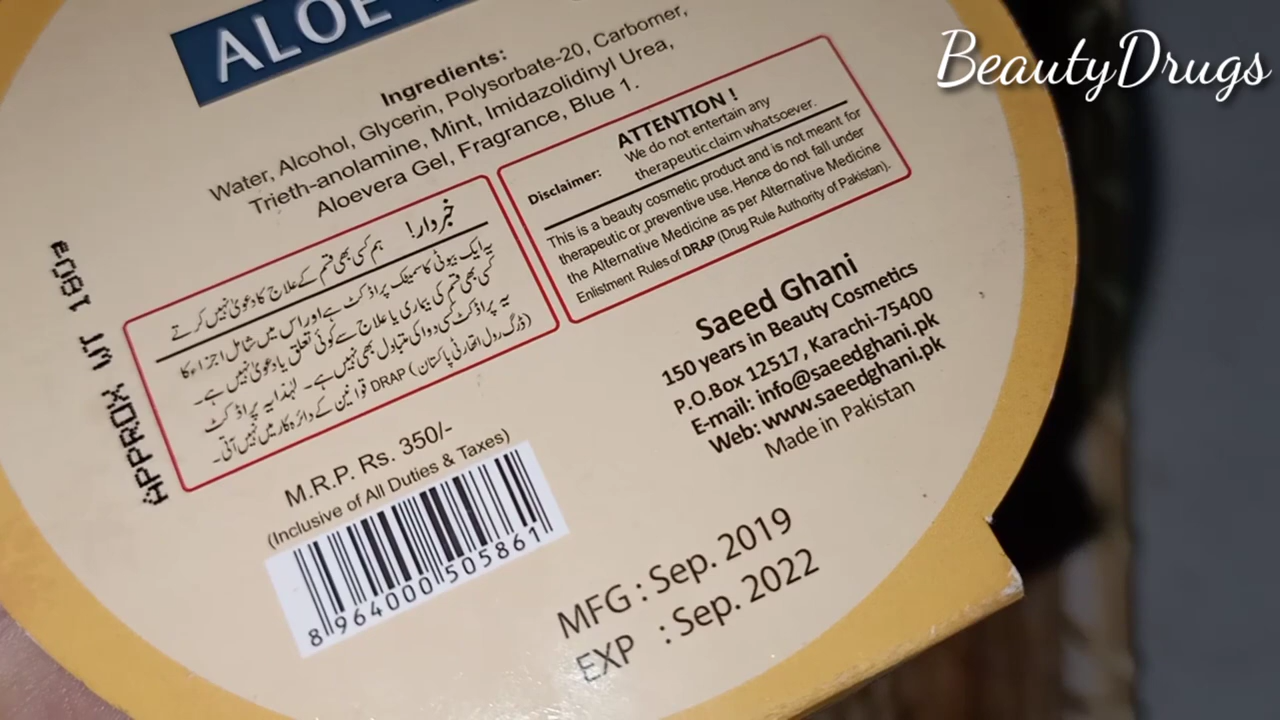 BeautyDrugs
ALOE
Ingredients:
Water, Alcohol, Glycerin, Polysorbate-20, Carbomer,
Trieth-anolamine, Mint, Imidazolidinyl Urea,
Aloevera Gel, Fragrance, Blue 1.
ATTENTION !
Disclaimer: We do not entertain any
therapeutic claim whatsoever.
This is a beauty cosmetic product and is not meant for
therapeutic or preventive use. Hence do not fall under
the Alternative Medicine as per Alternative Medicine
Enlistment Rules of DRAP (Drug Rule Authority of Pakistan).
خبردار! ہم کسی بھی قسم کے علاج کا دعویٰ نہیں کرتے
یہ ایک بیوٹی کاسمیٹک پراڈکٹ ہے اور اس میں شامل اجزاء کا
کسی بھی قسم کی بیماری یا علاج سے کوئی تعلق یا دعویٰ نہیں ہے۔
یہ پراڈکٹ کسی دوا کی متبادل بھی نہیں ہے۔ لہٰذا یہ پراڈکٹ
DRAP (ڈرگ رول اتھارٹی پاکستان) قوانین کے دائرہ کار میں نہیں آتی۔
APPROX WT 180g
Saeed Ghani
150 years in Beauty Cosmetics
P.O.Box 12517, Karachi-75400
E-mail: info@saeedghani.pk
Web: www.saeedghani.pk
Made in Pakistan
M.R.P. Rs. 350/-
(Inclusive of All Duties & Taxes)
8964000505861
MFG : Sep. 2019
EXP : Sep. 2022